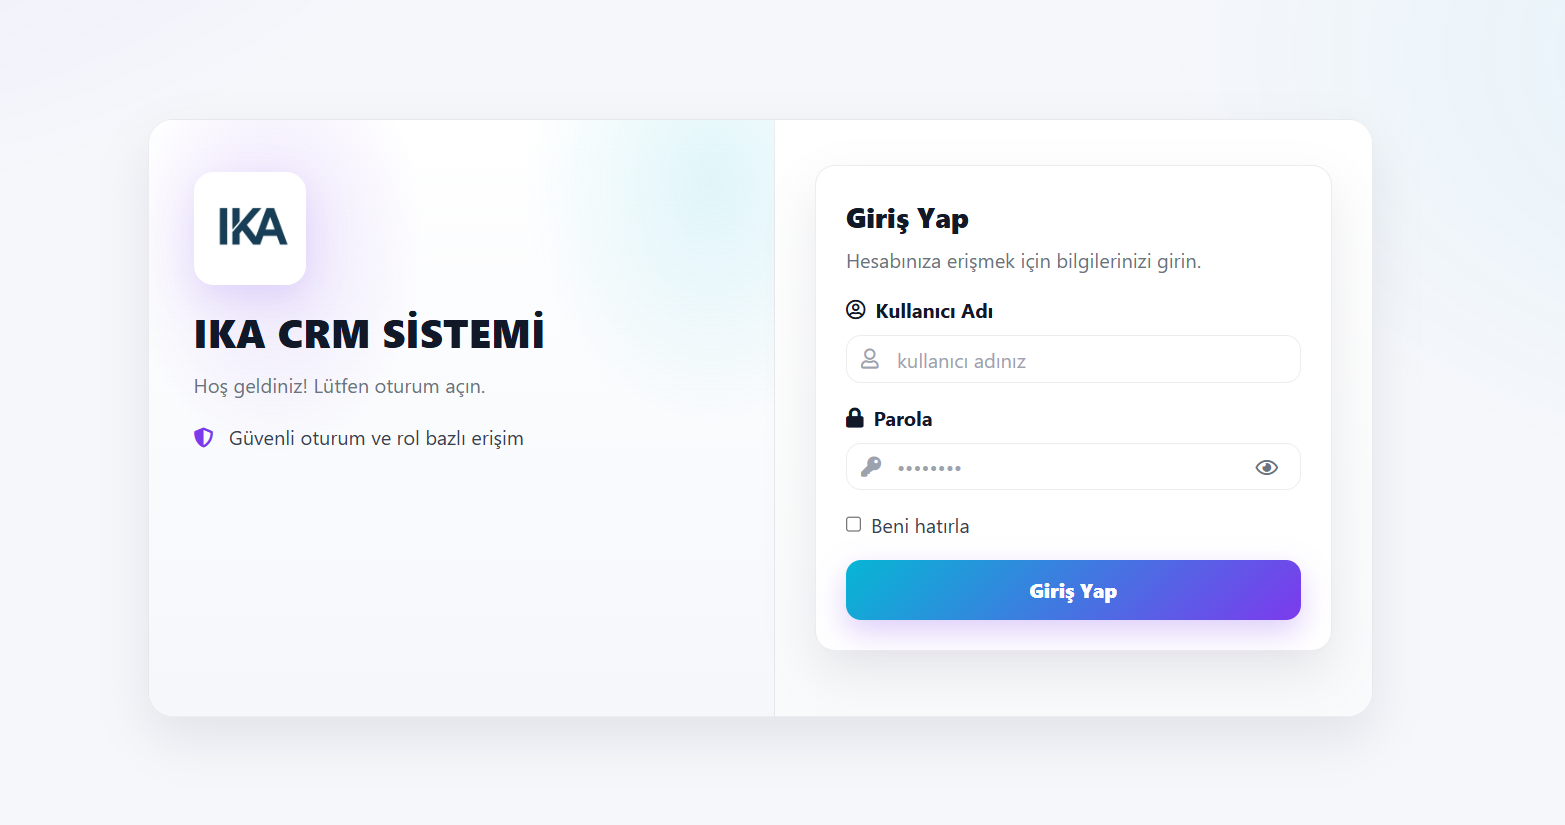 IKA
IKA CRM SİSTEMİ
Hoş geldiniz! Lütfen oturum açın.
Güvenli oturum ve rol bazlı erişim
Giriş Yap
Hesabınıza erişmek için bilgilerinizi girin.
Kullanıcı Adı
kullanıcı adınız
Parola
••••••••
Beni hatırla
Giriş Yap